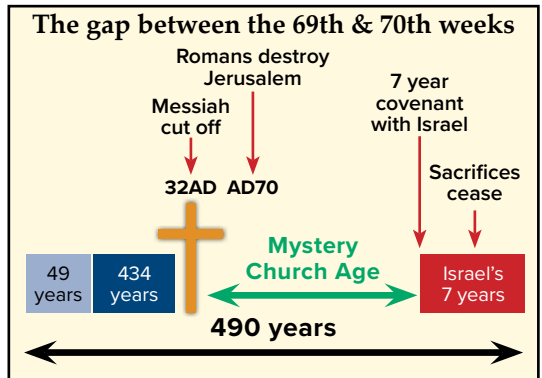 The gap between the 69th & 70th weeks
Romans destroy
Jerusalem
Messiah
cut off
7 year
covenant
with Israel
Sacrifices
cease
32AD AD70
49
years
434
years
Mystery
Church Age
Israel's
7 years
490 years